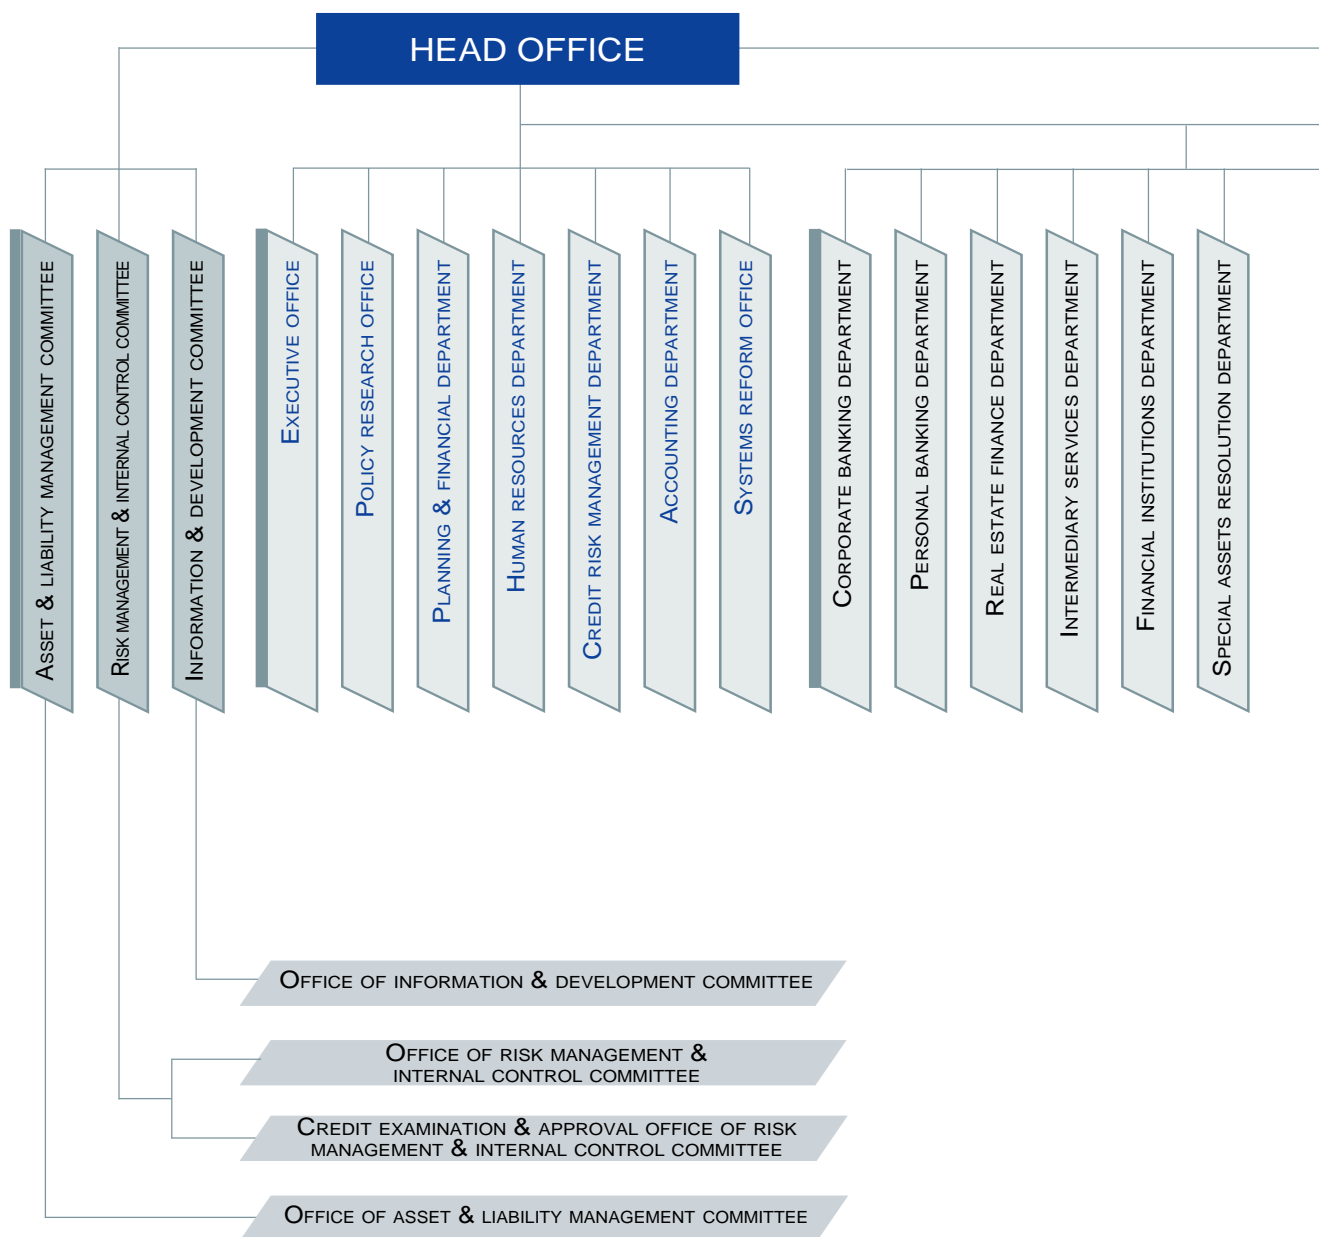 HEAD OFFICE
ASSET & LIABILITY MANAGEMENT COMMITTEE
RISK MANAGEMENT & INTERNAL CONTROL COMMITTEE
INFORMATION & DEVELOPMENT COMMITTEE
EXECUTIVE OFFICE
POLICY RESEARCH OFFICE
PLANNING & FINANCIAL DEPARTMENT
HUMAN RESOURCES DEPARTMENT
CREDIT RISK MANAGEMENT DEPARTMENT
ACCOUNTING DEPARTMENT
SYSTEMS REFORM OFFICE
CORPORATE BANKING DEPARTMENT
PERSONAL BANKING DEPARTMENT
REAL ESTATE FINANCE DEPARTMENT
INTERMEDIARY SERVICES DEPARTMENT
FINANCIAL INSTITUTIONS DEPARTMENT
SPECIAL ASSETS RESOLUTION DEPARTMENT
OFFICE OF INFORMATION & DEVELOPMENT COMMITTEE
OFFICE OF RISK MANAGEMENT &
INTERNAL CONTROL COMMITTEE
CREDIT EXAMINATION & APPROVAL OFFICE OF RISK
MANAGEMENT & INTERNAL CONTROL COMMITTEE
OFFICE OF ASSET & LIABILITY MANAGEMENT COMMITTEE